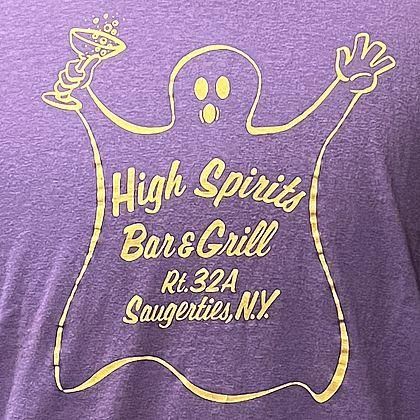 High Spirits
Bar & Grill
Rt. 32A
Saugerties, N.Y.